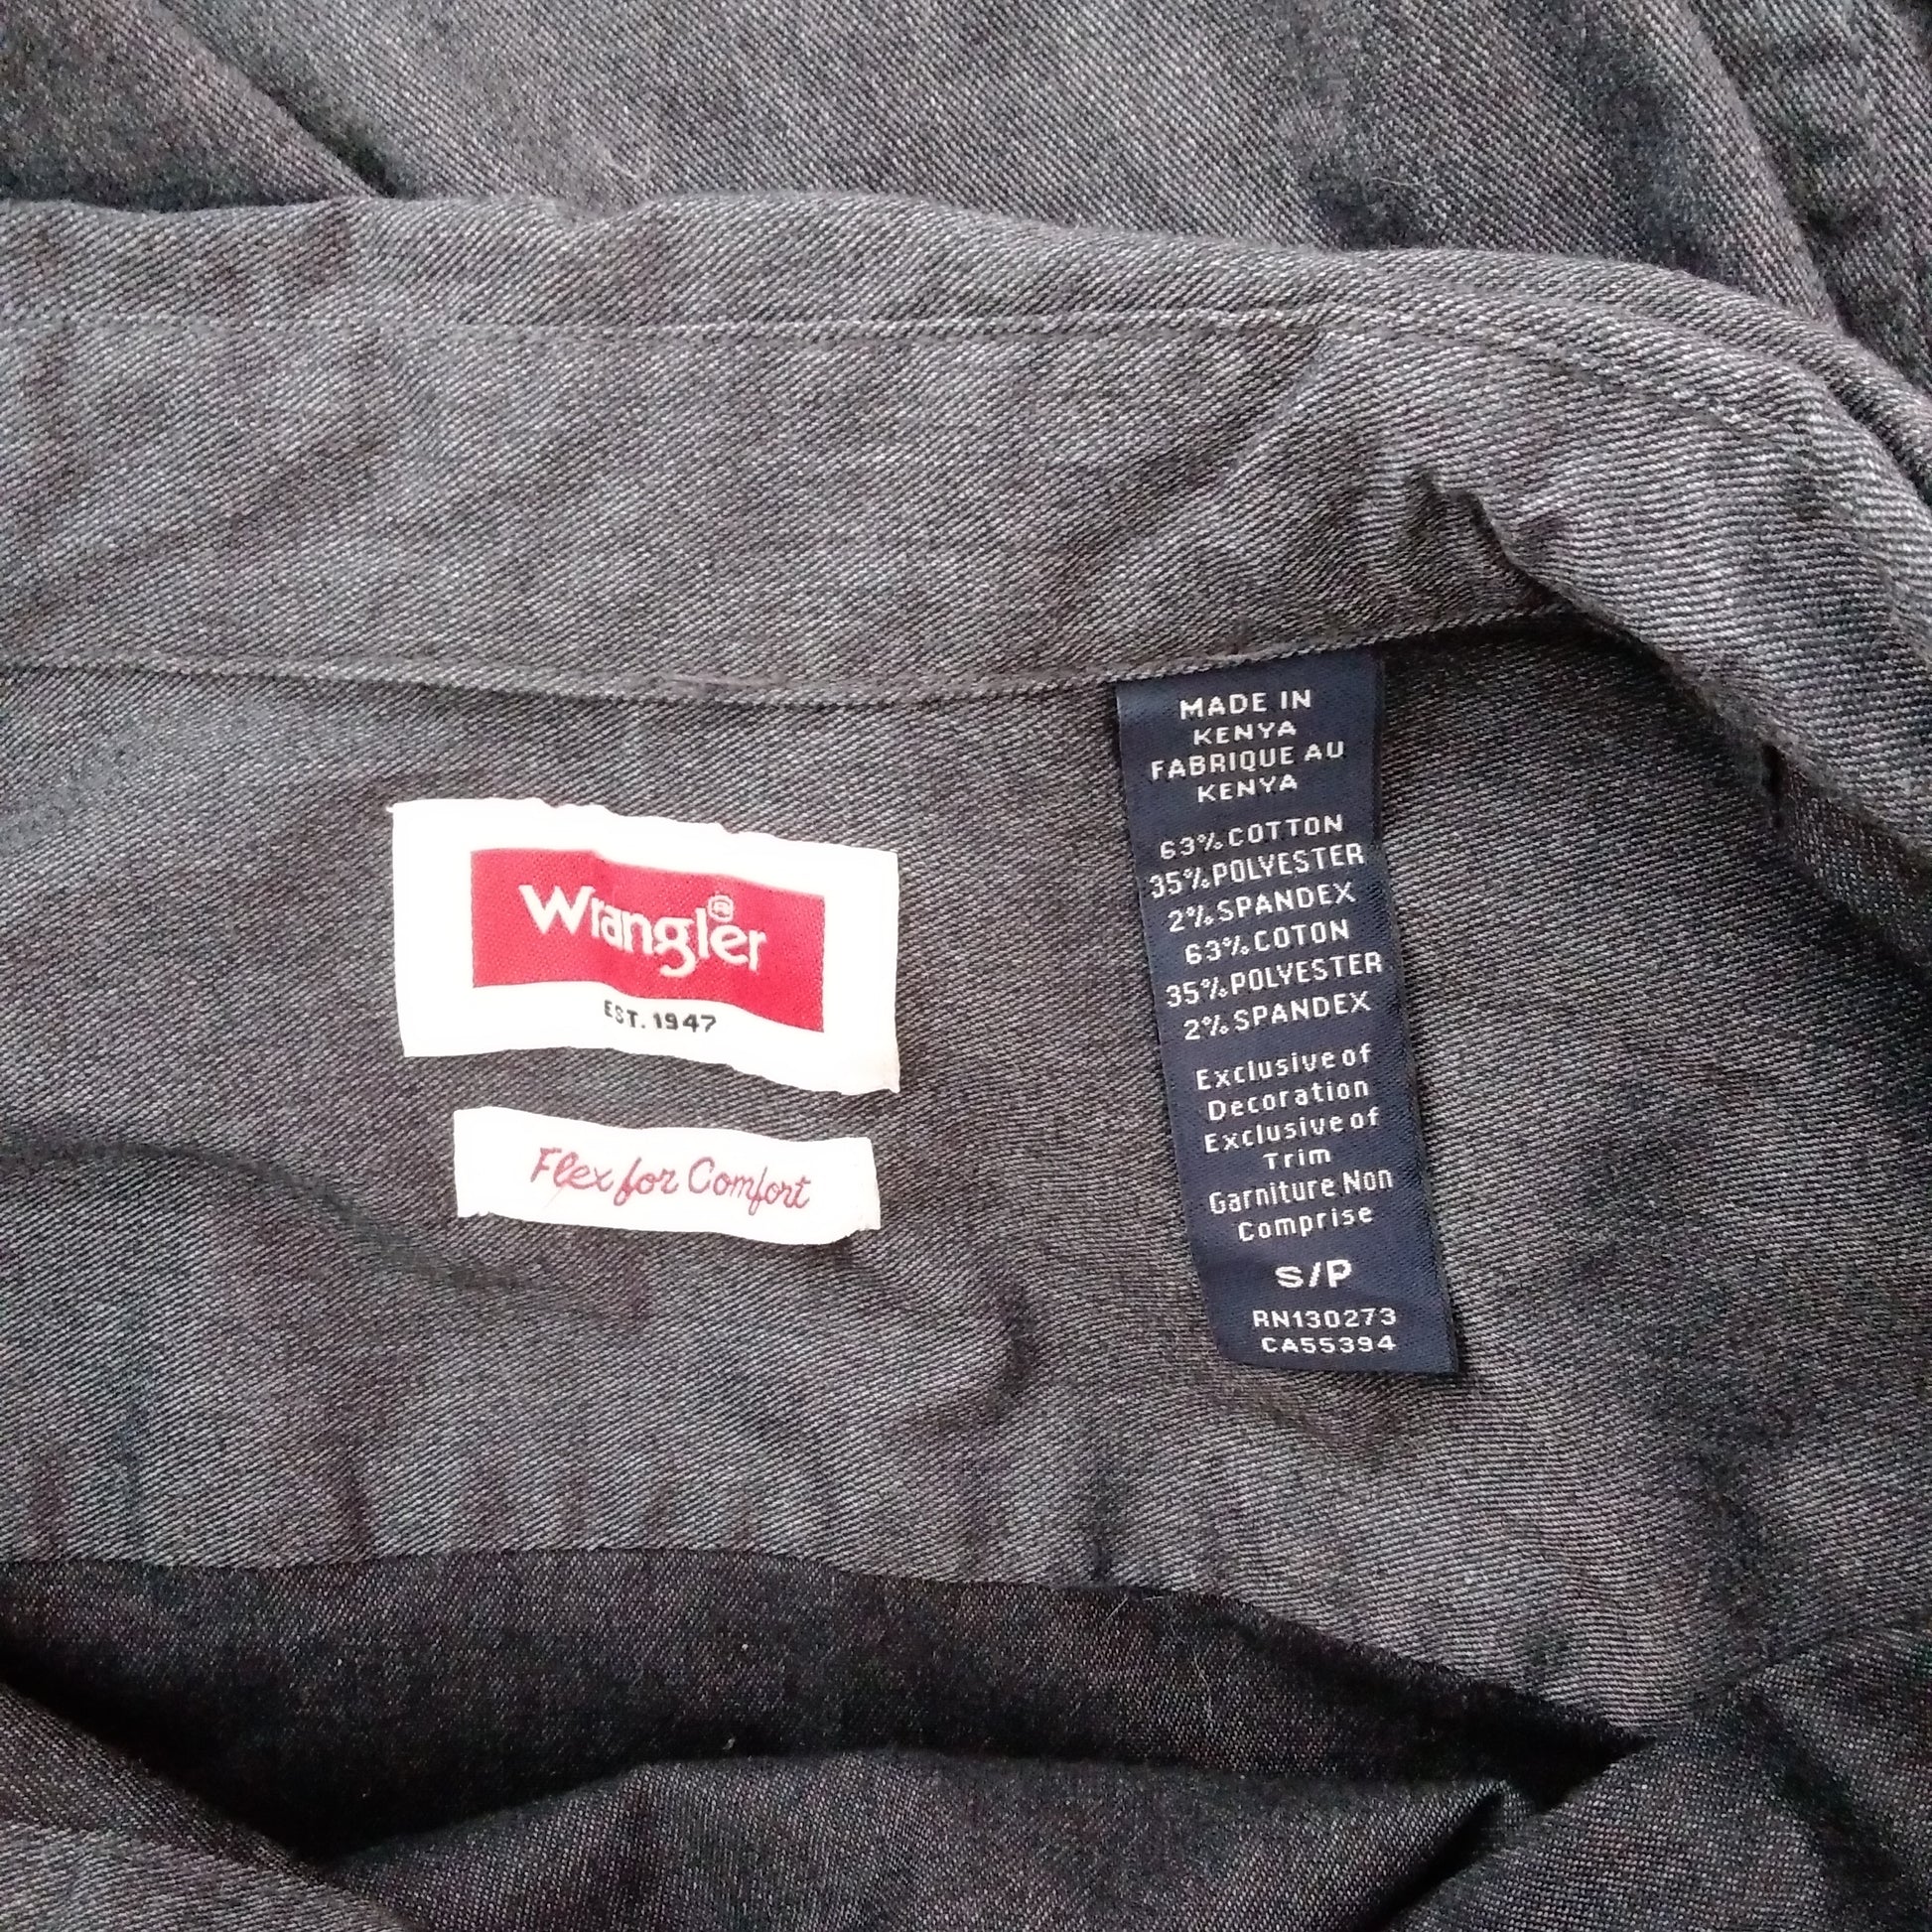 Wrangler®
EST. 1947
Flex for Comfort
MADE IN
KENYA
FABRIQUE AU
KENYA
63% COTTON
35% POLYESTER
2% SPANDEX
63% COTON
35% POLYESTER
2% SPANDEX
Exclusive of
Decoration
Exclusive of
Trim
Garniture Non
Comprise
S/P
RN130273
CA55394